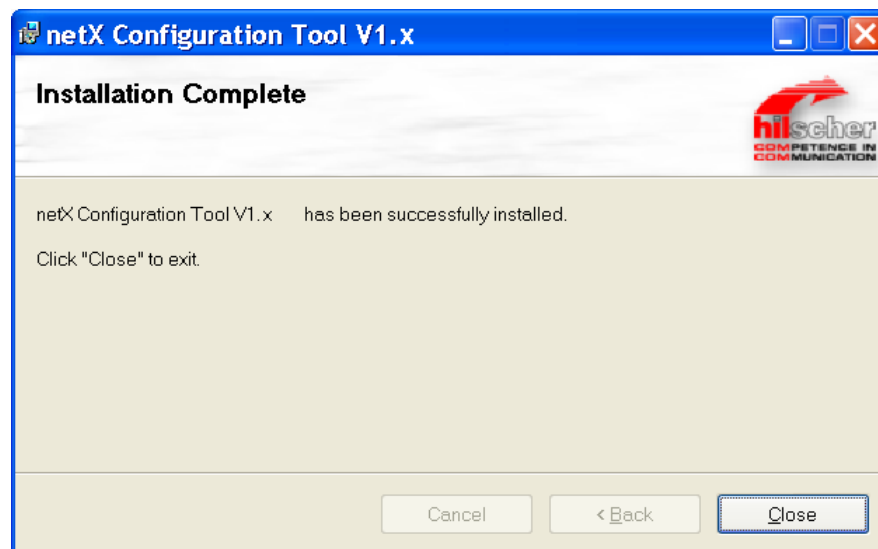 netX Configuration Tool V1.x
Installation Complete
hilscher
COMPETENCE IN
COMMUNICATION
netX Configuration Tool V1.x has been successfully installed.
Click "Close" to exit.
Cancel
< Back
Close